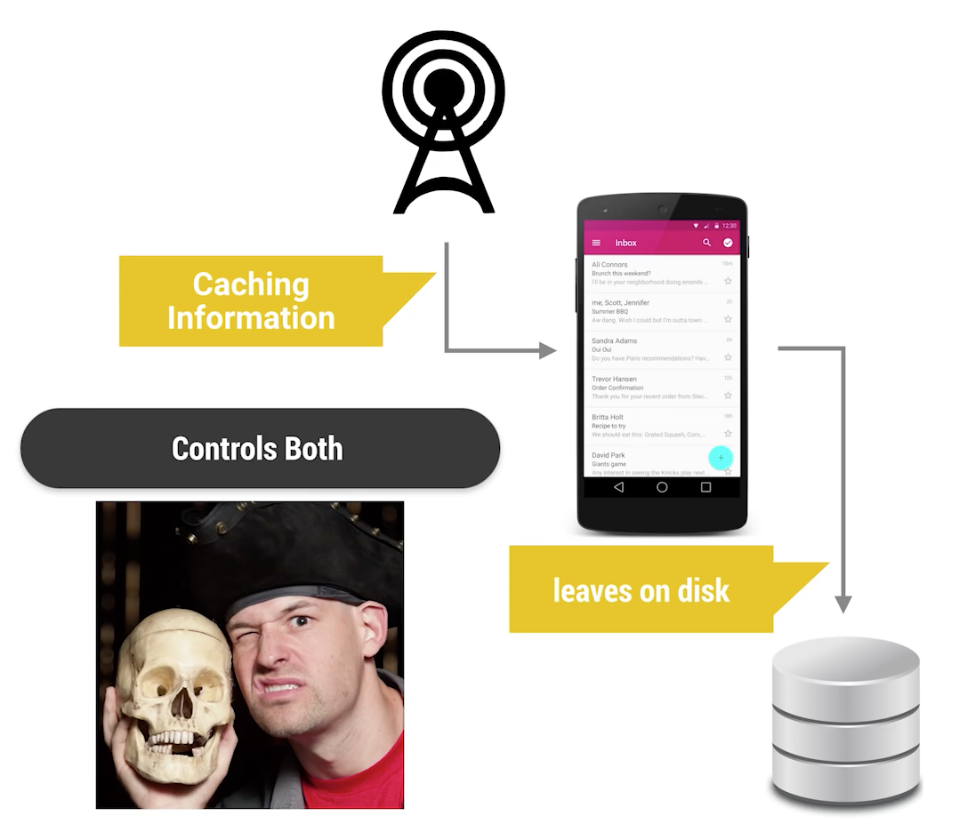 Caching
Information
12:30
Inbox
Ali Connors
Brunch this weekend?
I'll be in your neighborhood doing errands ...
me, Scott, Jennifer
Summer BBQ
Aw dang. Wish I could but I'm outta town ...
Sandra Adams
Oui Oui
Do you have Paris recommendations? Hav...
Trevor Hansen
Order Confirmation
Thank you for your recent order from
Controls Both
Britta Holt
Recipe to try
We should eat this: Grated Squash, Corn, ...
David Park
Giants game
Any interest in seeing the Knicks play next
leaves on disk